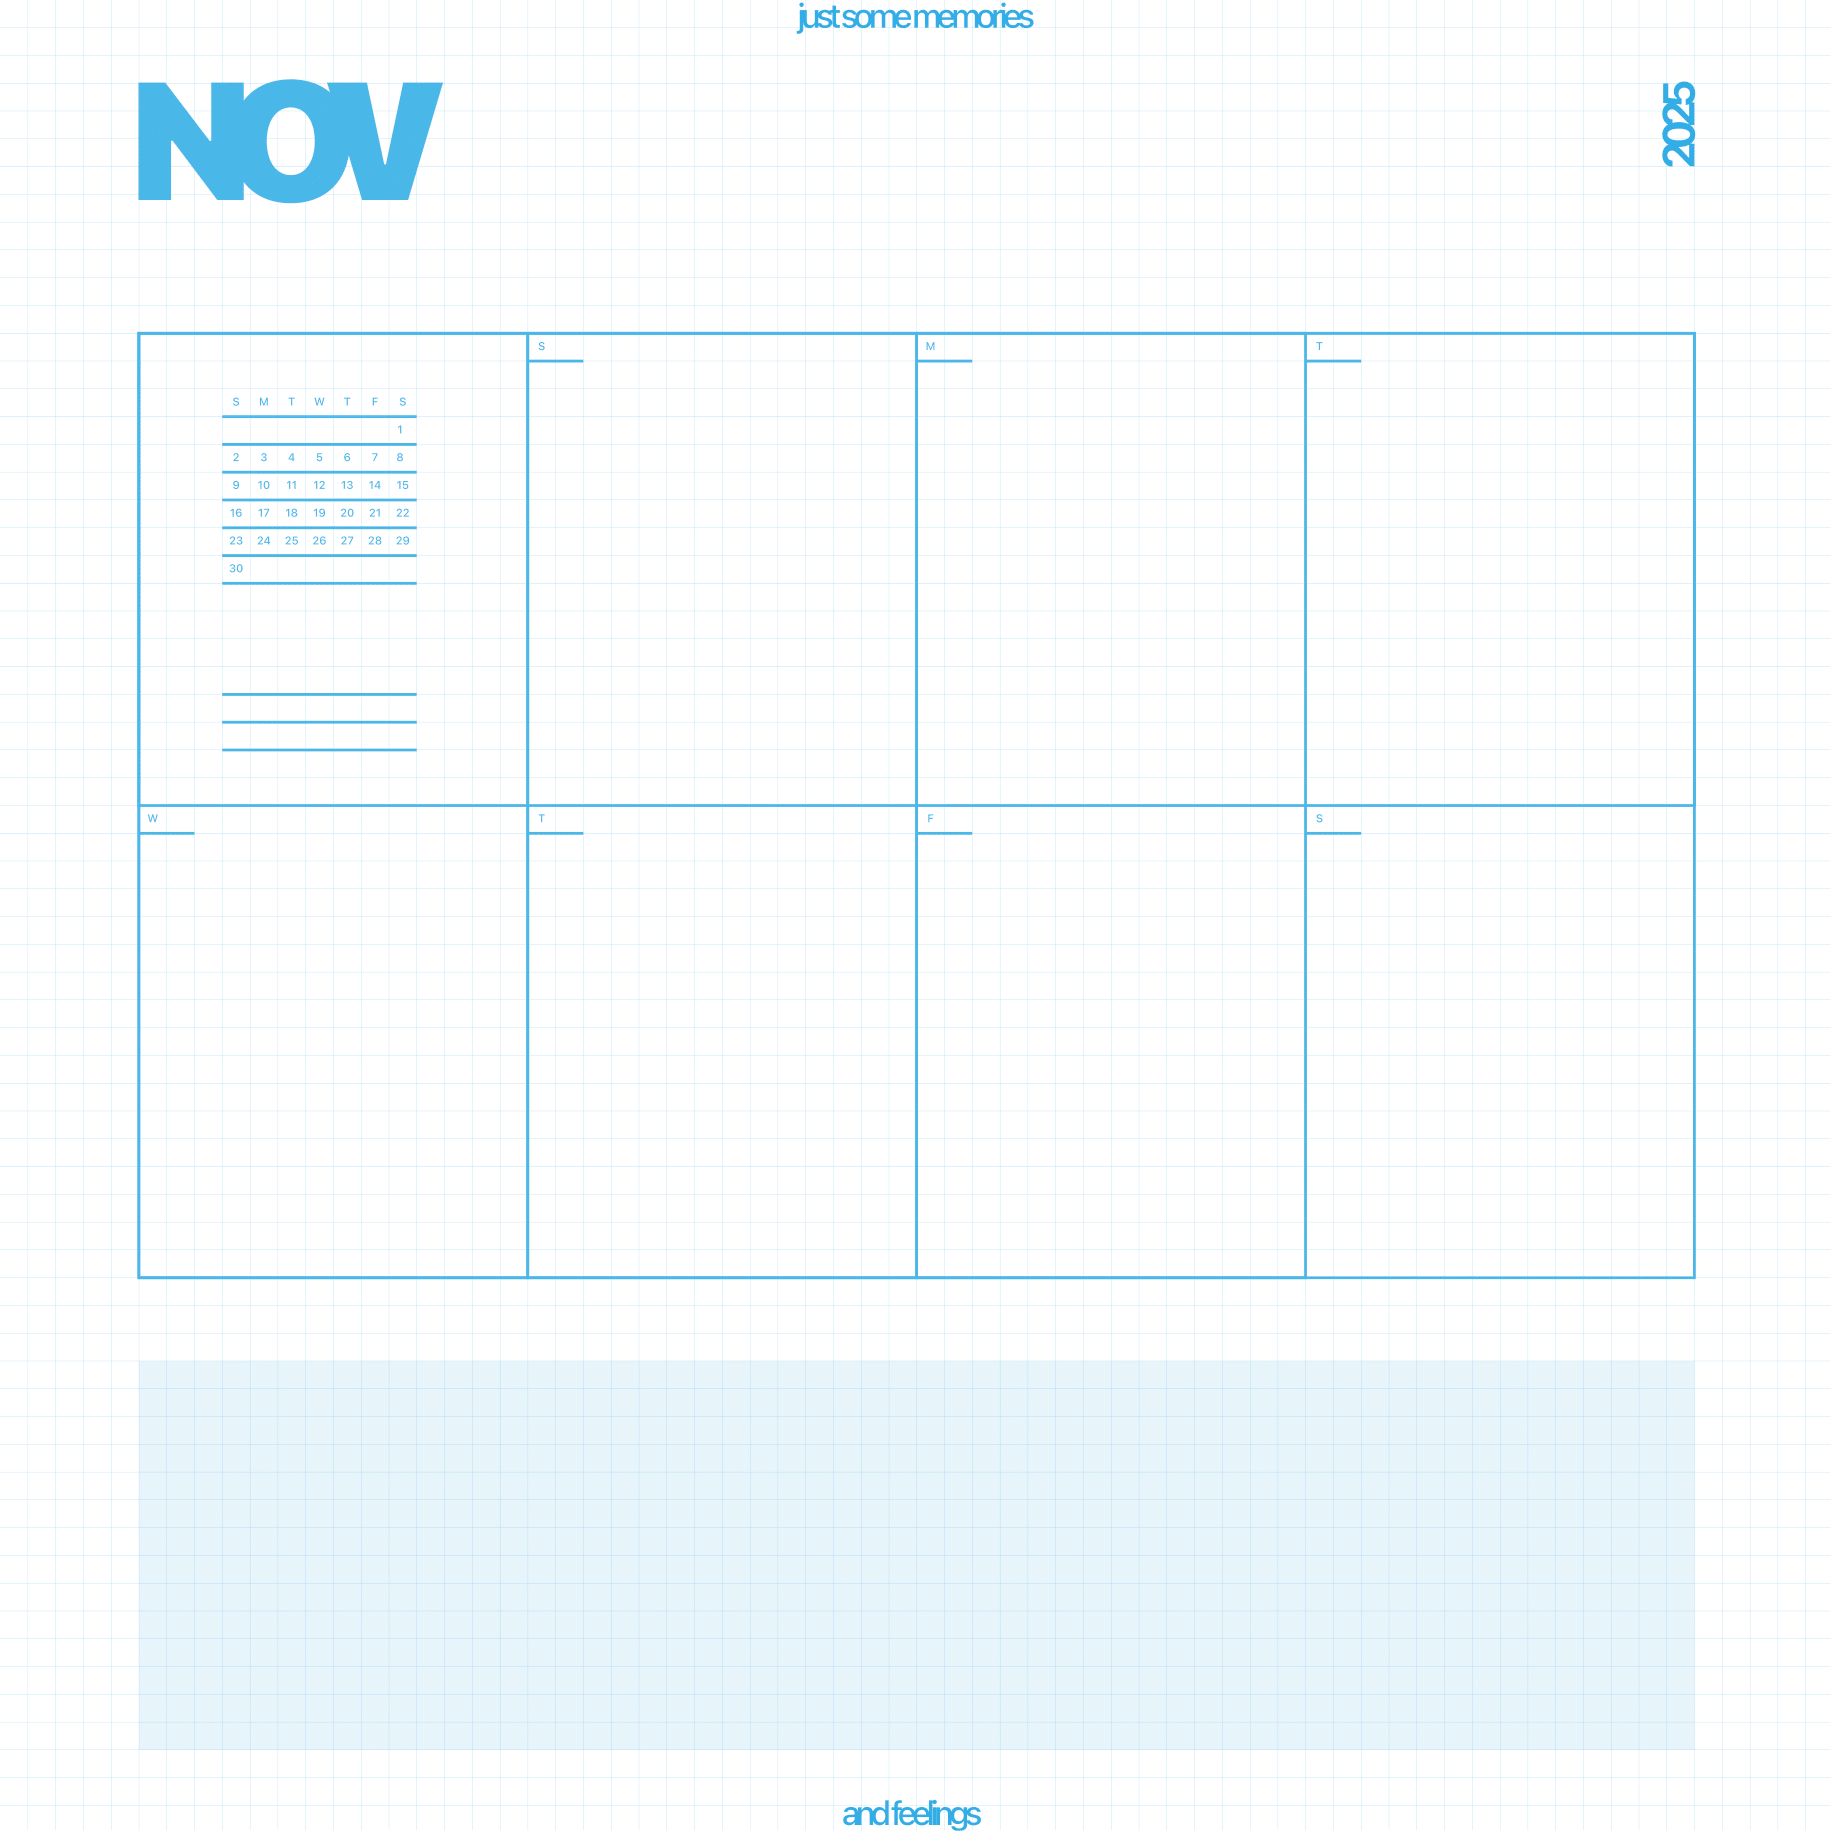 just some memories
NOV
2025
S M T
S M T W T F S
1
2 3 4 5 6 7 8
9 10 11 12 13 14 15
16 17 18 19 20 21 22
23 24 25 26 27 28 29
30
W T F S
and feelings